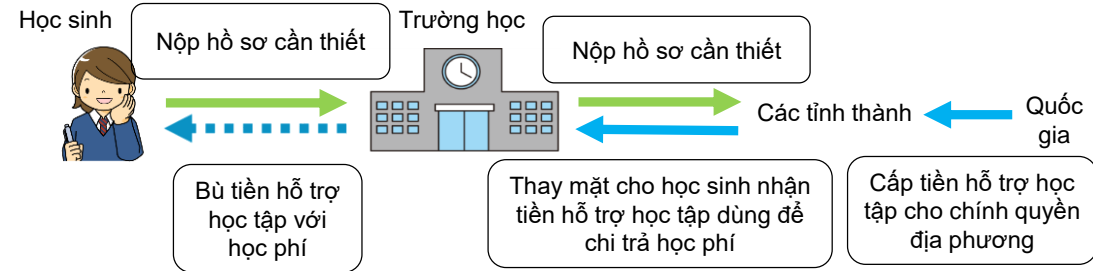 Học sinh
Nộp hồ sơ cần thiết
Trường học
Nộp hồ sơ cần thiết
Các tỉnh thành
Quốc
gia
Bù tiền hỗ trợ
học tập với
học phí
Thay mặt cho học sinh nhận
tiền hỗ trợ học tập dùng để
chi trả học phí
Cấp tiền hỗ trợ học
tập cho chính quyền
địa phương